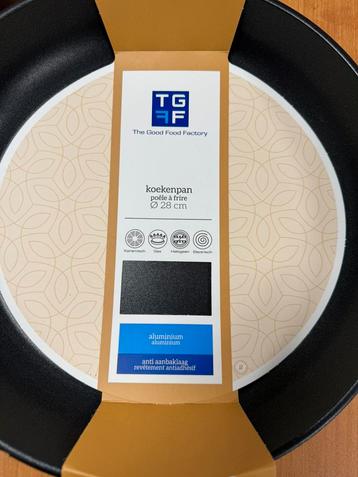 TG
FF
The Good Food Factory
koekenpan
poêle à frire
Ø 28 cm
Keramisch Gas Halogeen Elektrisch
aluminium
aluminium
anti aanbaklaag
revêtement antiadhésif